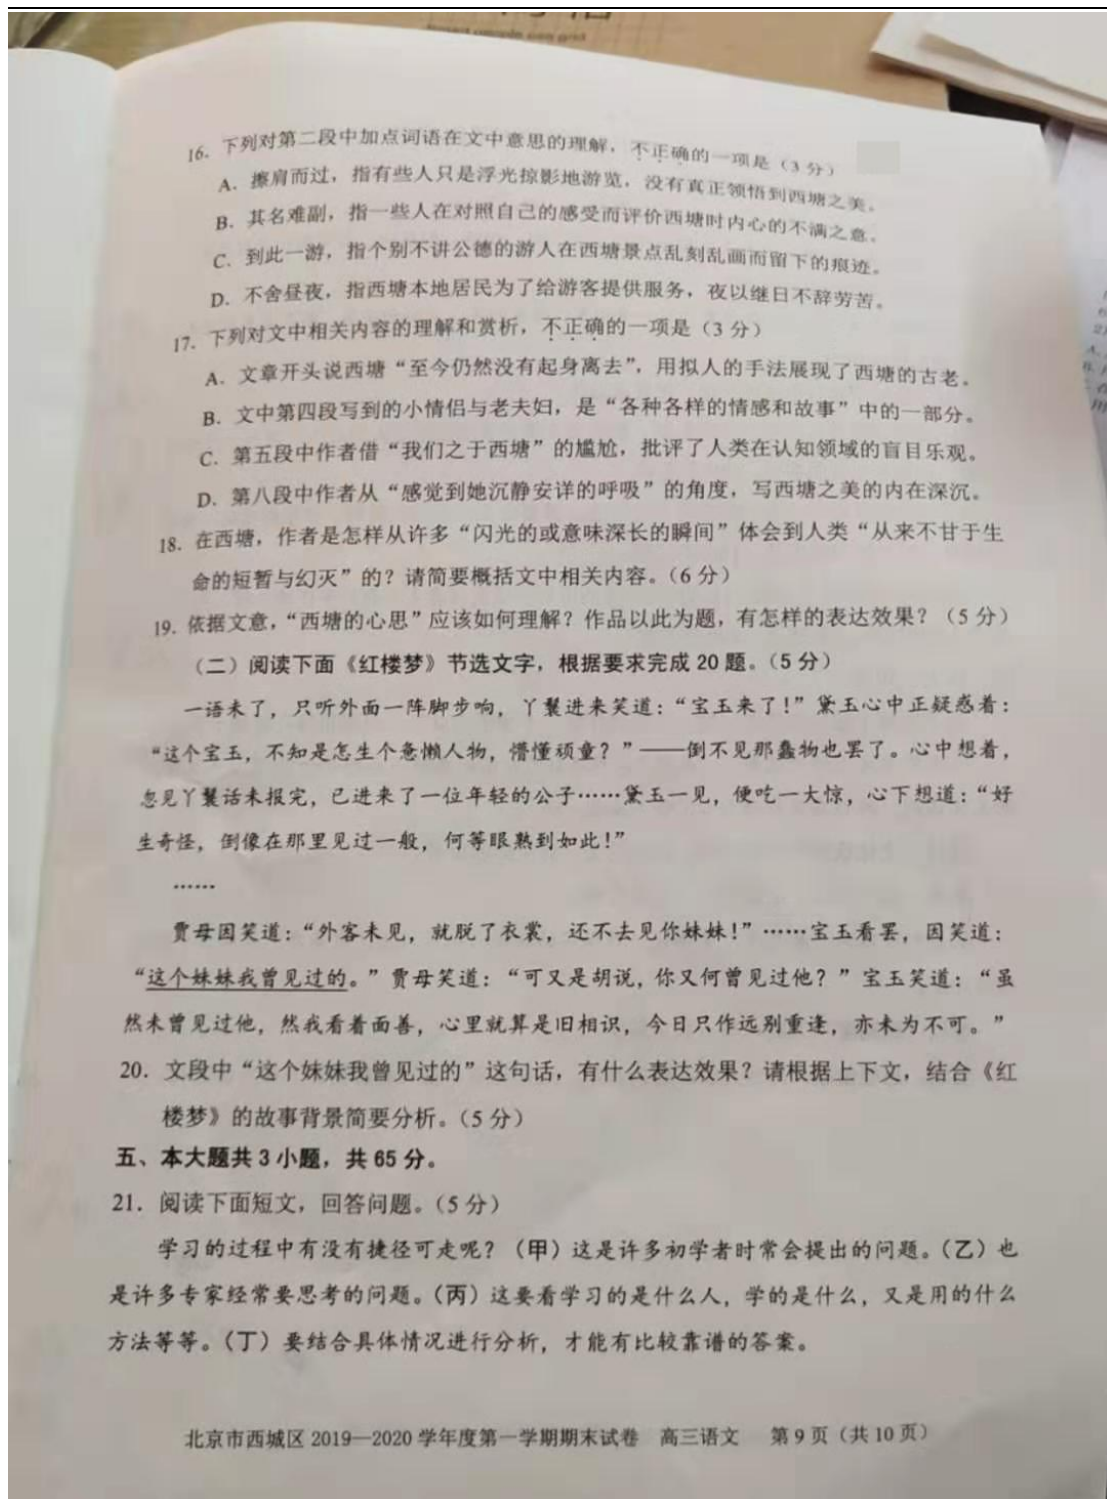 16. 下列对第二段中加点词语在文中意思的理解，不正确的一项是（3 分）
A. 擦肩而过，指有些人只是浮光掠影地游览，没有真正领悟到西塘之美。
B. 其名难副，指一些人在对照自己的感受而评价西塘时内心的不满之意。
C. 到此一游，指个别不讲公德的游人在西塘景点乱刻乱画而留下的痕迹。
D. 不舍昼夜，指西塘本地居民为了给游客提供服务，夜以继日不辞劳苦。
17. 下列对文中相关内容的理解和赏析，不正确的一项是（3 分）
A. 文章开头说西塘“至今仍然没有起身离去”，用拟人的手法展现了西塘的古老。
B. 文中第四段写到的小情侣与老夫妇，是“各种各样的情感和故事”中的一部分。
C. 第五段中作者借“我们之于西塘”的尴尬，批评了人类在认知领域的盲目乐观。
D. 第八段中作者从“感觉到她沉静安详的呼吸”的角度，写西塘之美的内在深沉。
18. 在西塘，作者是怎样从许多“闪光的或意味深长的瞬间”体会到人类“从来不甘于生
命的短暂与幻灭”的？请简要概括文中相关内容。（6 分）
19. 依据文意，“西塘的心思”应该如何理解？作品以此为题，有怎样的表达效果？（5 分）
（二）阅读下面《红楼梦》节选文字，根据要求完成 20 题。（5 分）
一语未了，只听外面一阵脚步响，丫鬟进来笑道：“宝玉来了！”黛玉心中正疑惑着：
“这个宝玉，不知是怎生个惫懒人物，懵懂顽童？”——倒不见那蠢物也罢了。心中想着，
忽见丫鬟话未报完，已进来了一位年轻的公子……黛玉一见，便吃一大惊，心下想道：“好
生奇怪，倒像在那里见过一般，何等眼熟到如此！”
……
贾母因笑道：“外客未见，就脱了衣裳，还不去见你妹妹！”……宝玉看罢，因笑道：
“这个妹妹我曾见过的。”贾母笑道：“可又是胡说，你又何曾见过他？”宝玉笑道：“虽
然未曾见过他，然我看着面善，心里就算是旧相识，今日只作远别重逢，亦未为不可。”
20. 文段中“这个妹妹我曾见过的”这句话，有什么表达效果？请根据上下文，结合《红
楼梦》的故事背景简要分析。（5 分）
五、本大题共 3 小题，共 65 分。
21. 阅读下面短文，回答问题。（5 分）
学习的过程中有没有捷径可走呢？（甲）这是许多初学者时常会提出的问题。（乙）也
是许多专家经常要思考的问题。（丙）这要看学习的是什么人，学的是什么，又是用的什么
方法等等。（丁）要结合具体情况进行分析，才能有比较靠谱的答案。
北京市西城区 2019—2020 学年度第一学期期末试卷 高三语文 第 9 页（共 10 页）